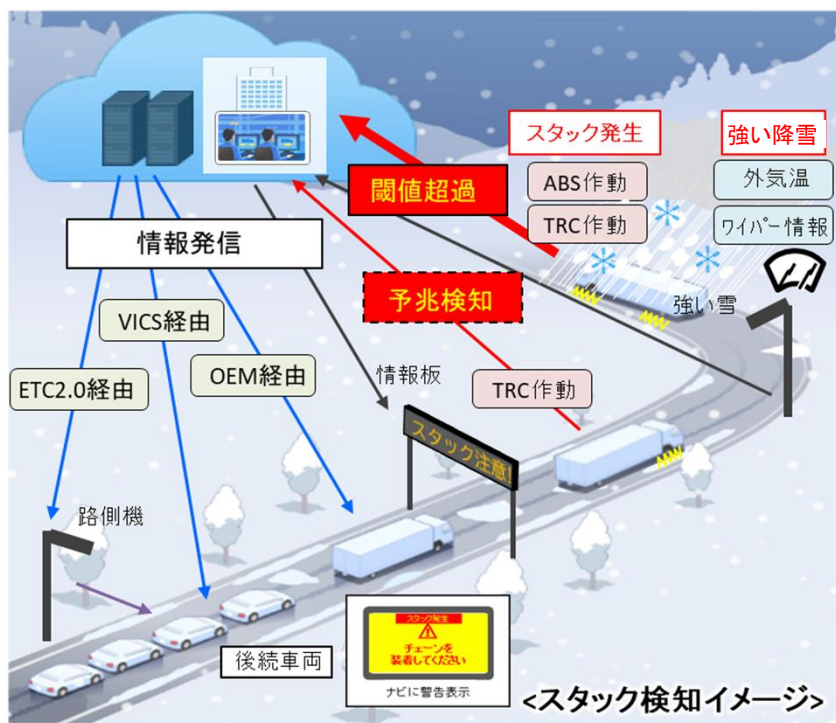 スタック発生
強い降雪
ABS作動
外気温
閾値超過
TRC作動
ワイパー情報
情報発信
予兆検知
強い雪
VICS経由
OEM経由
情報板
ETC2.0経由
TRC作動
スタック注意!
路側機
スタック発生
チェーンを
装着してください
後続車両
ナビに警告表示
<スタック検知イメージ>